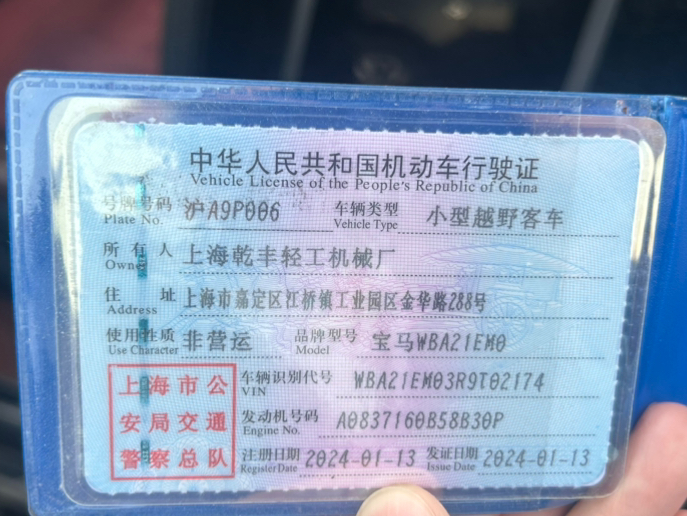 中华人民共和国机动车行驶证
Vehicle License of the People's Republic of China
号牌号码 沪A9P006 车辆类型 小型越野客车
Plate No. Vehicle Type
所有人 上海乾丰轻工机械厂
Owner
住址 上海市嘉定区江桥镇工业园区金华路288号
Address
使用性质 非营运 品牌型号 宝马WBA21EM0
Use Character Model
上海市公安局交通警察总队
车辆识别代号 WBA21EM03R9T02174
VIN
发动机号码 A0837160B58B30P
Engine No.
注册日期 2024-01-13 发证日期 2024-01-13
Register Date Issue Date